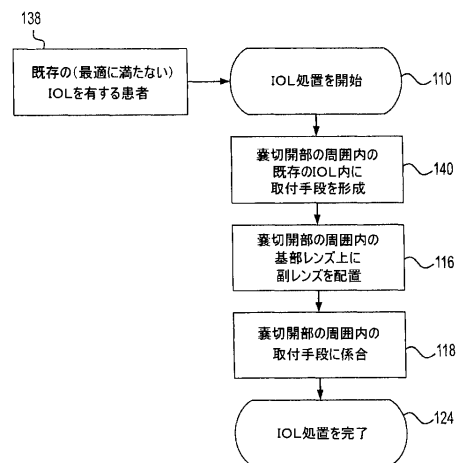 138
既存の(最適に満たない)
IOLを有する患者
IOL処置を開始
110
嚢切開部の周囲内の
既存のIOL内に
取付手段を形成
140
嚢切開部の周囲内の
基部レンズ上に
副レンズを配置
116
嚢切開部の周囲内の
取付手段に係合
118
IOL処置を完了
124